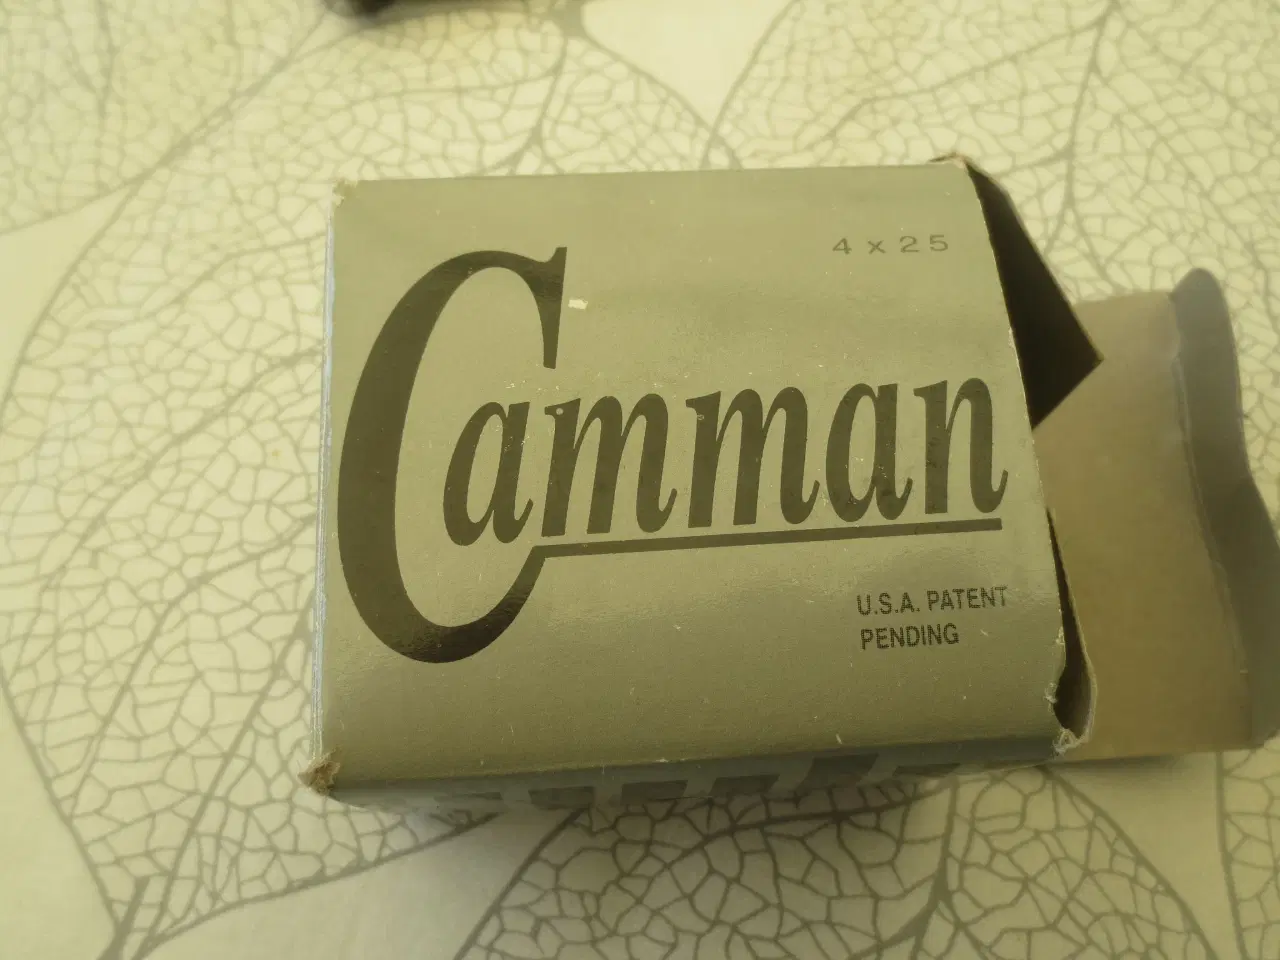 4 x 25
Camman
U.S.A. PATENT
PENDING